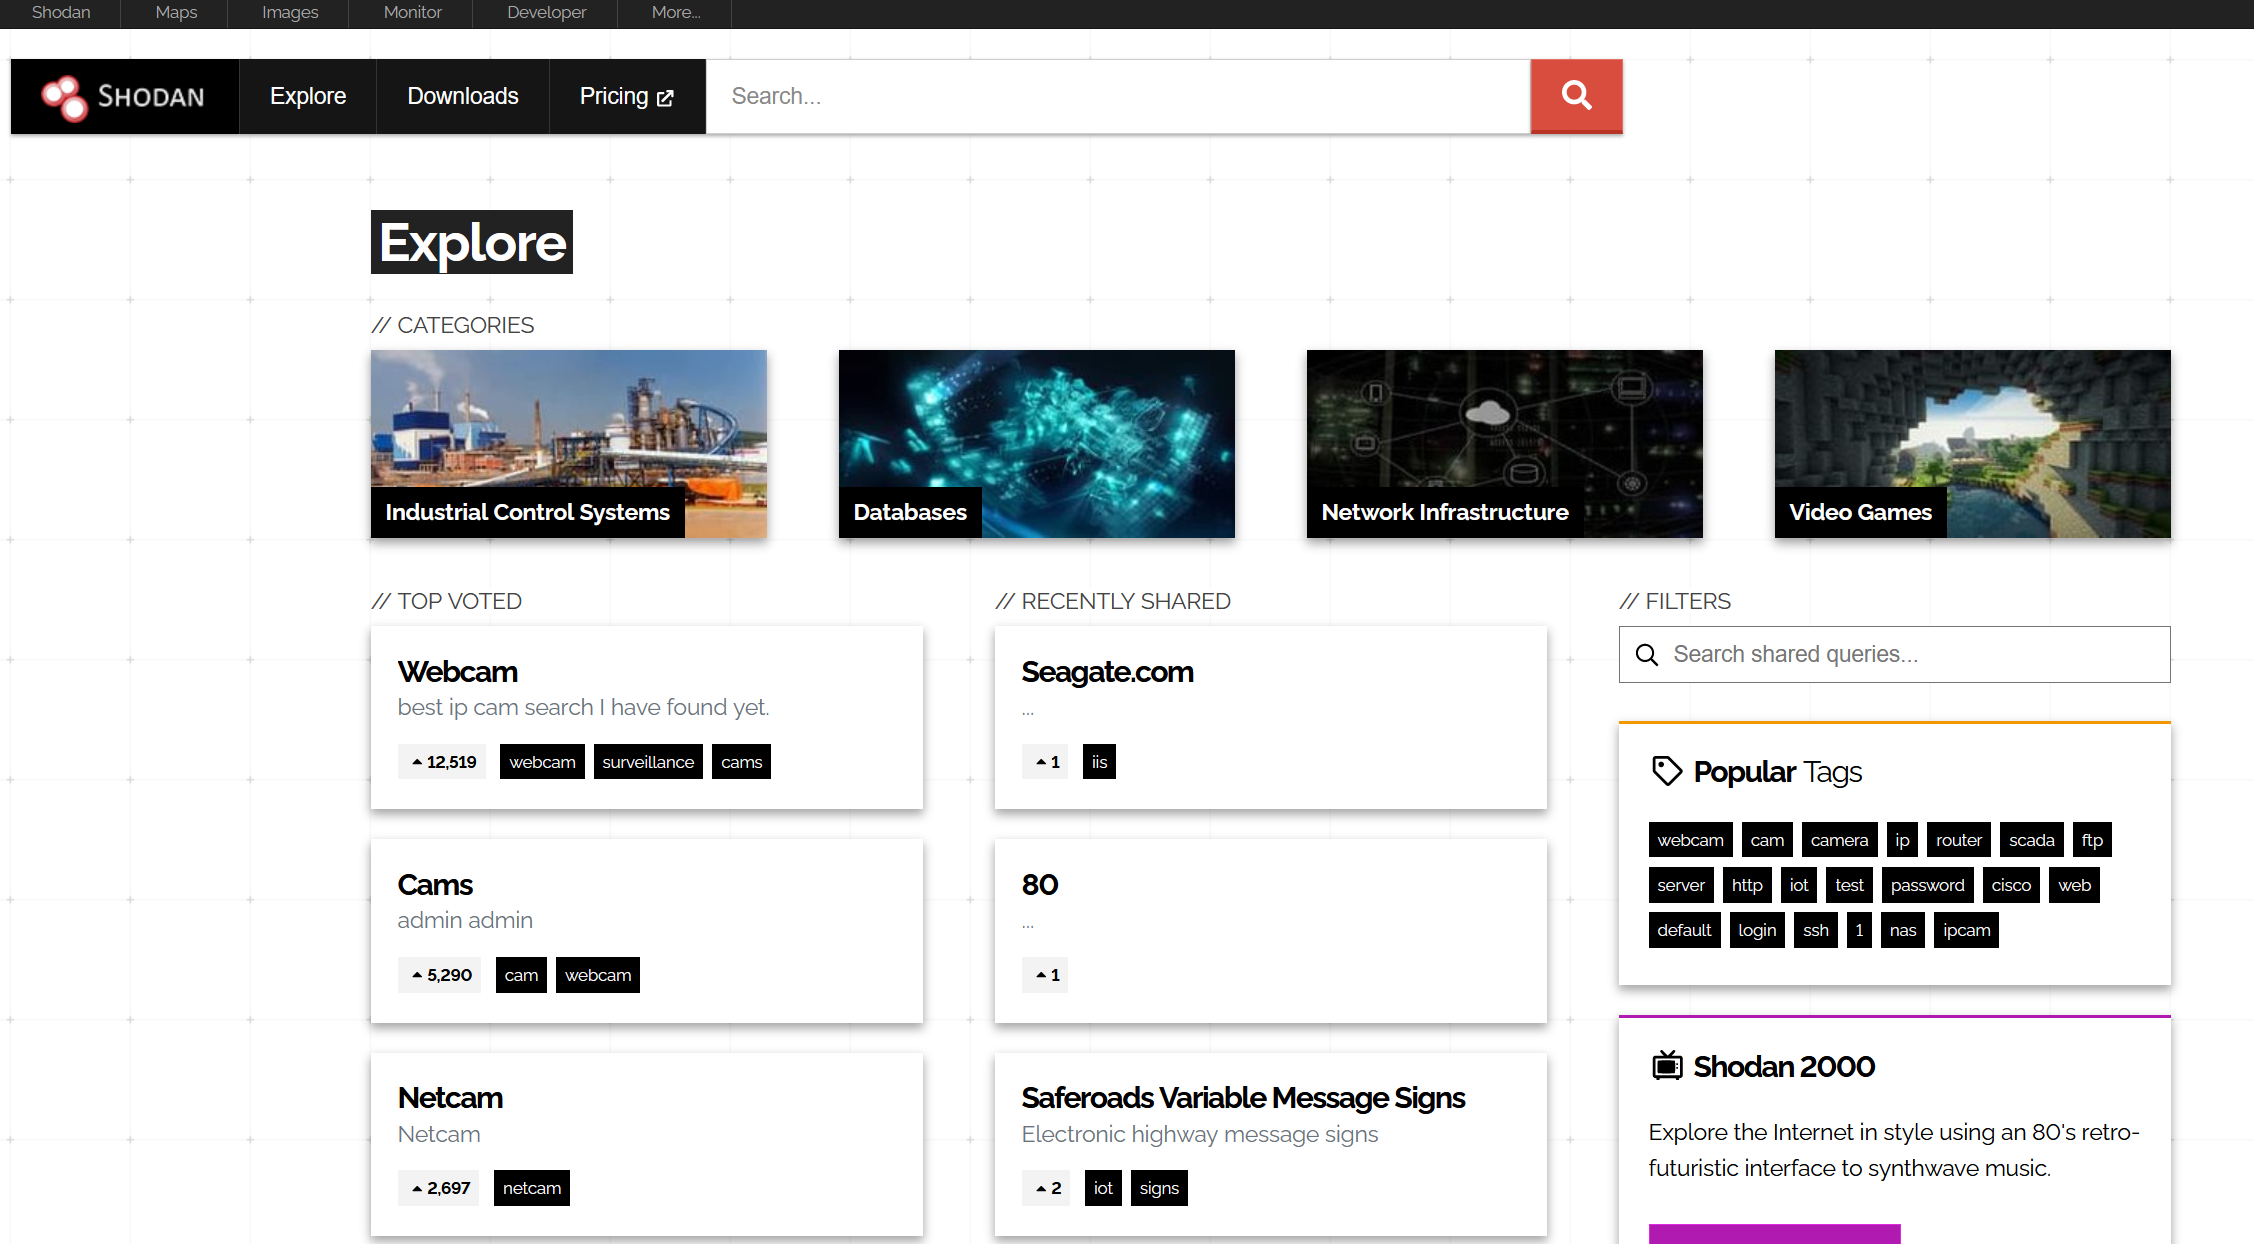 Shodan
Maps
Images
Monitor
Developer
More...
SHODAN
Explore
Downloads
Pricing
Search...
Explore
// CATEGORIES
Industrial Control Systems
Databases
Network Infrastructure
Video Games
// TOP VOTED
Webcam
best ip cam search I have found yet.
12,519 webcam surveillance cams
Cams
admin admin
5,290 cam webcam
Netcam
Netcam
2,697 netcam
// RECENTLY SHARED
Seagate.com
...
1 iis
80
...
1
Saferoads Variable Message Signs
Electronic highway message signs
2 iot signs
// FILTERS
Search shared queries...
Popular Tags
webcam cam camera ip router scada ftp
server http iot test password cisco web
default login ssh 1 nas ipcam
Shodan 2000
Explore the Internet in style using an 80's retro-
futuristic interface to synthwave music.